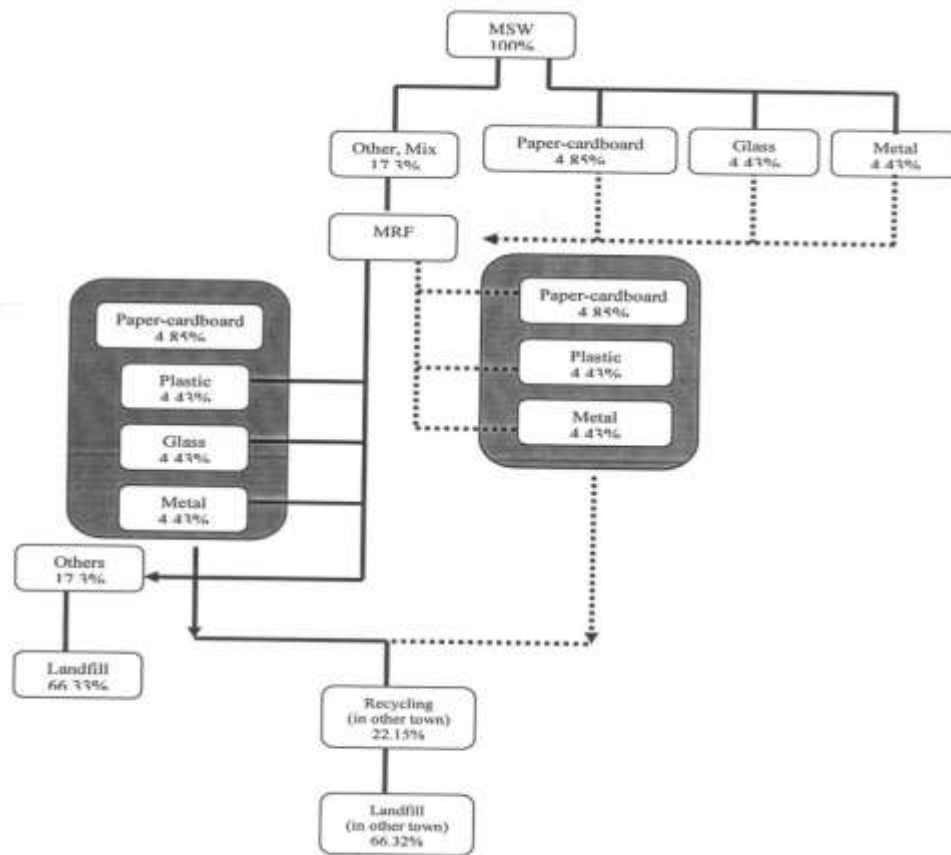 MSW
100%
Other, Mix
17.3%
Paper-cardboard
4.85%
Glass
4.43%
Metal
4.43%
MRF
Paper-cardboard
4.85%
Plastic
4.43%
Metal
4.43%
Paper-cardboard
4.85%
Plastic
4.43%
Glass
4.43%
Metal
4.43%
Others
17.3%
Landfill
66.33%
Recycling
(in other town)
22.15%
Landfill
(in other town)
66.32%